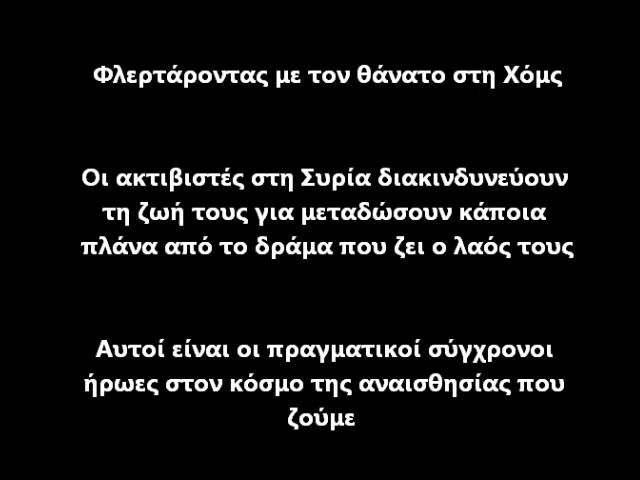 Φλερτάροντας με τον θάνατο στη Χόμς
Οι ακτιβιστές στη Συρία διακινδυνεύουν
τη ζωή τους για μεταδώσουν κάποια
πλάνα από το δράμα που ζει ο λαός τους
Αυτοί είναι οι πραγματικοί σύγχρονοι
ήρωες στον κόσμο της αναισθησίας που
ζούμε